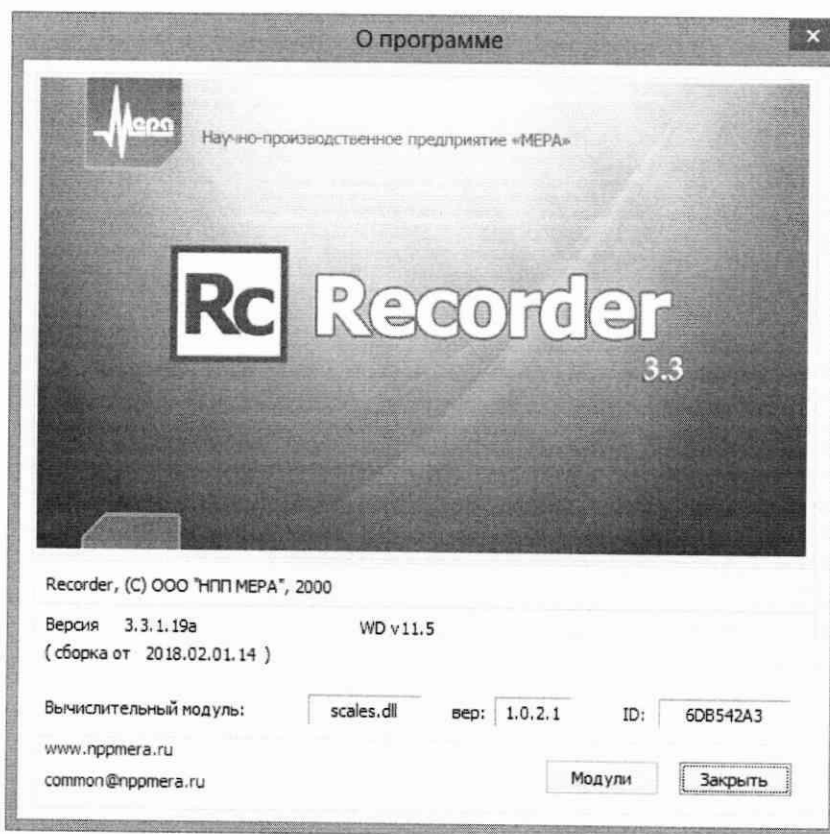 О программе
x
Мера
Научно-производственное предприятие «МЕРА»
Rc Recorder
3.3
Recorder, (C) ООО "НПП МЕРА", 2000
Версия 3.3.1.19a WD v11.5
( сборка от 2018.02.01.14 )
Вычислительный модуль: scales.dll вер: 1.0.2.1 ID: 6DB542A3
www.nppmera.ru
common@nppmera.ru Модули Закрыть